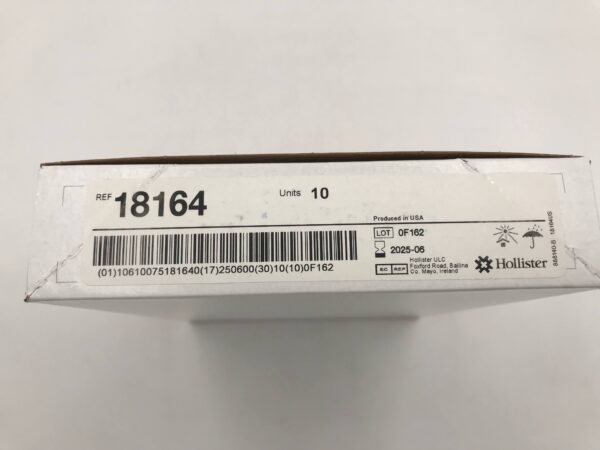 REF 18164
Units 10
Produced in USA
LOT 0F162
2025-06
EC REP
Hollister ULC
Foxford Road, Ballina
Co. Mayo, Ireland
Hollister
(01)10610075181640(17)250600(30)10(10)0F162